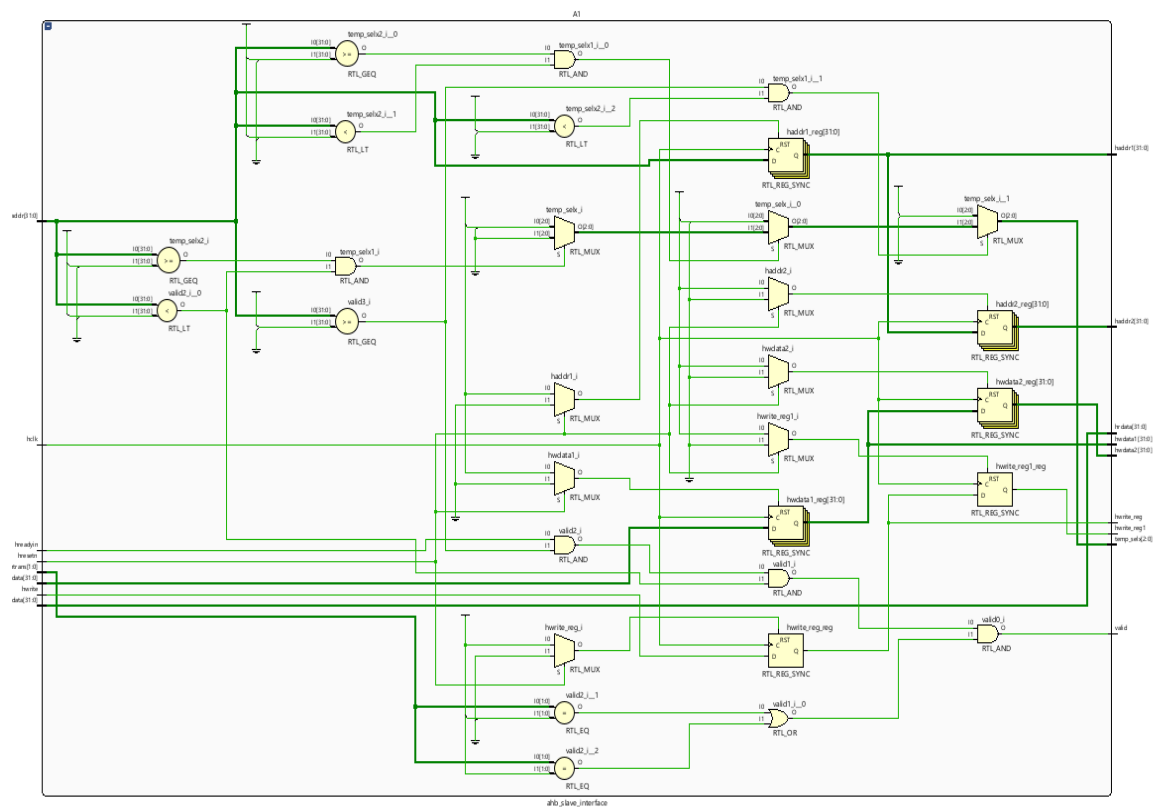 A1
temp_selx2_i__0
I0[31:0]
I1[31:0]
O
>=
RTL_GEQ
temp_selx1_i__0
I0
I1
O
RTL_AND
temp_selx1_i__1
I0
I1
O
RTL_AND
temp_selx2_i__1
I0[31:0]
I1[31:0]
O
<
RTL_LT
temp_selx2_i__2
I0[31:0]
I1[31:0]
O
<
RTL_LT
haddr1_reg[31:0]
RST
C
D
Q
RTL_REG_SYNC
haddr1[31:0]
temp_selx_i
I0[2:0]
I1[2:0]
S
O[2:0]
RTL_MUX
temp_selx_i__0
I0[2:0]
I1[2:0]
S
O[2:0]
RTL_MUX
temp_selx_i__1
I0[2:0]
I1[2:0]
S
O[2:0]
RTL_MUX
temp_selx2_i
I0[31:0]
I1[31:0]
O
>=
RTL_GEQ
temp_selx1_i
I0
I1
O
RTL_AND
valid2_i__0
I0[31:0]
I1[31:0]
O
<
RTL_LT
valid3_i
I0[31:0]
I1[31:0]
O
>=
RTL_GEQ
haddr2_i
I0
I1
S
O
RTL_MUX
haddr2_reg[31:0]
RST
C
D
Q
RTL_REG_SYNC
haddr2[31:0]
hwdata2_i
I0
I1
S
O
RTL_MUX
haddr1_i
I0
I1
S
O
RTL_MUX
hwdata2_reg[31:0]
RST
C
D
Q
RTL_REG_SYNC
hwrite_reg1_i
I0
I1
S
O
RTL_MUX
hrdata[31:0]
hwdata1[31:0]
hwdata2[31:0]
hclk
hwdata1_i
I0
I1
S
O
RTL_MUX
hwrite_reg1_reg
RST
C
D
Q
RTL_REG_SYNC
hwdata1_reg[31:0]
RST
C
D
Q
RTL_REG_SYNC
hwrite_reg
hwrite_reg1
temp_selx[2:0]
hreadyin
hresetn
data[31:0]
hwrite
data[31:0]
valid2_i
I0
I1
O
RTL_AND
valid1_i
I0
I1
O
RTL_AND
hwrite_reg_i
I0
I1
S
O
RTL_MUX
hwrite_reg_reg
RST
C
D
Q
RTL_REG_SYNC
valid0_i
I0
I1
O
RTL_AND
valid
valid2_i__1
I0[1:0]
I1[1:0]
O
=
RTL_EQ
valid1_i__0
I0
I1
O
RTL_OR
valid2_i__2
I0[1:0]
I1[1:0]
O
=
RTL_EQ
ahb_slave_interface